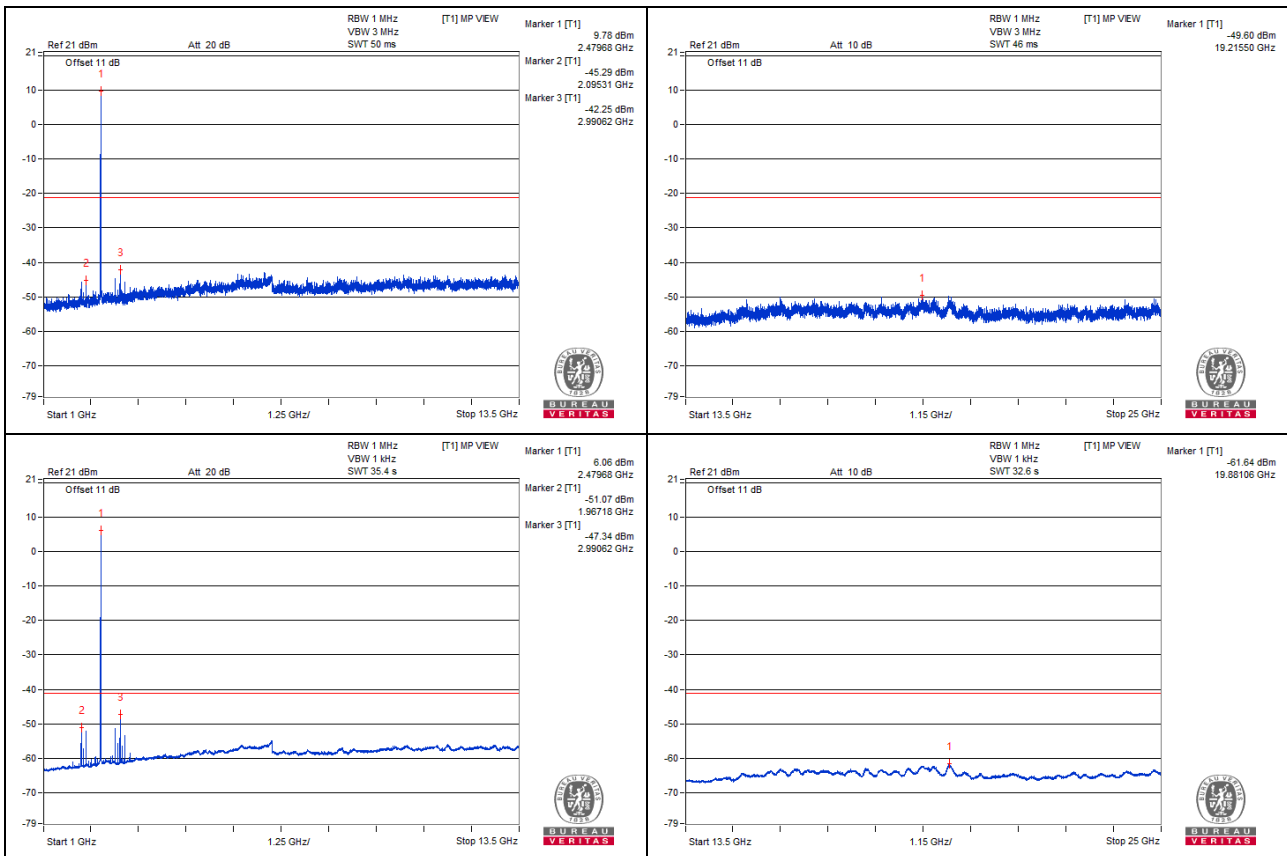 RBW 1 MHz [T1] MP VIEW
VBW 3 MHz
Ref 21 dBm Att 20 dB SWT 50 ms
Marker 1 [T1]
9.78 dBm
2.47968 GHz
Marker 2 [T1]
-45.29 dBm
2.09531 GHz
Marker 3 [T1]
-42.25 dBm
2.99062 GHz
21
Offset 11 dB
1
10
0
-10
-20
-30
3
2
-40
-50
-60
-70
-79
Start 1 GHz 1.25 GHz/ Stop 13.5 GHz
BUREAU VERITAS
1828
BUREAU
VERITAS
RBW 1 MHz [T1] MP VIEW
VBW 3 MHz
Ref 21 dBm Att 10 dB SWT 46 ms
Marker 1 [T1]
-49.60 dBm
19.21550 GHz
21
Offset 11 dB
10
0
-10
-20
-30
-40
1
-50
-60
-70
-79
Start 13.5 GHz 1.15 GHz/ Stop 25 GHz
BUREAU VERITAS
1828
BUREAU
VERITAS
RBW 1 MHz [T1] MP VIEW
VBW 1 kHz
Ref 21 dBm Att 20 dB SWT 35.4 s
Marker 1 [T1]
6.06 dBm
2.47968 GHz
Marker 2 [T1]
-51.07 dBm
1.96718 GHz
Marker 3 [T1]
-47.34 dBm
2.99062 GHz
21
Offset 11 dB
1
10
0
-10
-20
-30
-40
3
2
-50
-60
-70
-79
Start 1 GHz 1.25 GHz/ Stop 13.5 GHz
BUREAU VERITAS
1828
BUREAU
VERITAS
RBW 1 MHz [T1] MP VIEW
VBW 1 kHz
Ref 21 dBm Att 10 dB SWT 32.6 s
Marker 1 [T1]
-61.64 dBm
19.88106 GHz
21
Offset 11 dB
10
0
-10
-20
-30
-40
-50
1
-60
-70
-79
Start 13.5 GHz 1.15 GHz/ Stop 25 GHz
BUREAU VERITAS
1828
BUREAU
VERITAS